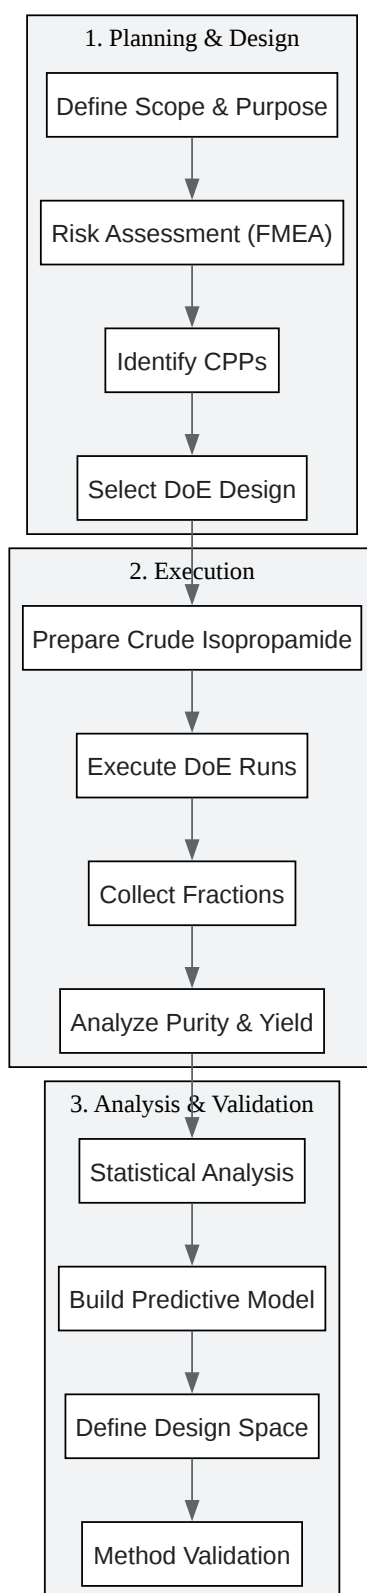 1. Planning & Design
Define Scope & Purpose
Risk Assessment (FMEA)
Identify CPPs
Select DoE Design
2. Execution
Prepare Crude Isopropamide
Execute DoE Runs
Collect Fractions
Analyze Purity & Yield
3. Analysis & Validation
Statistical Analysis
Build Predictive Model
Define Design Space
Method Validation